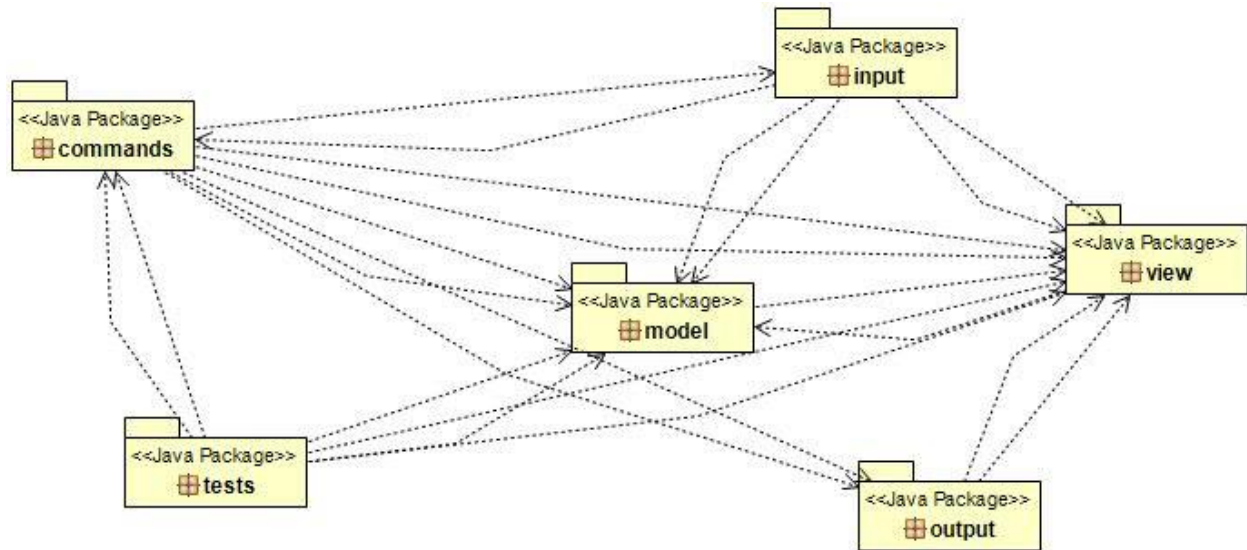 <<Java Package>>
input
<<Java Package>>
commands
<<Java Package>>
view
<<Java Package>>
model
<<Java Package>>
tests
<<Java Package>>
output